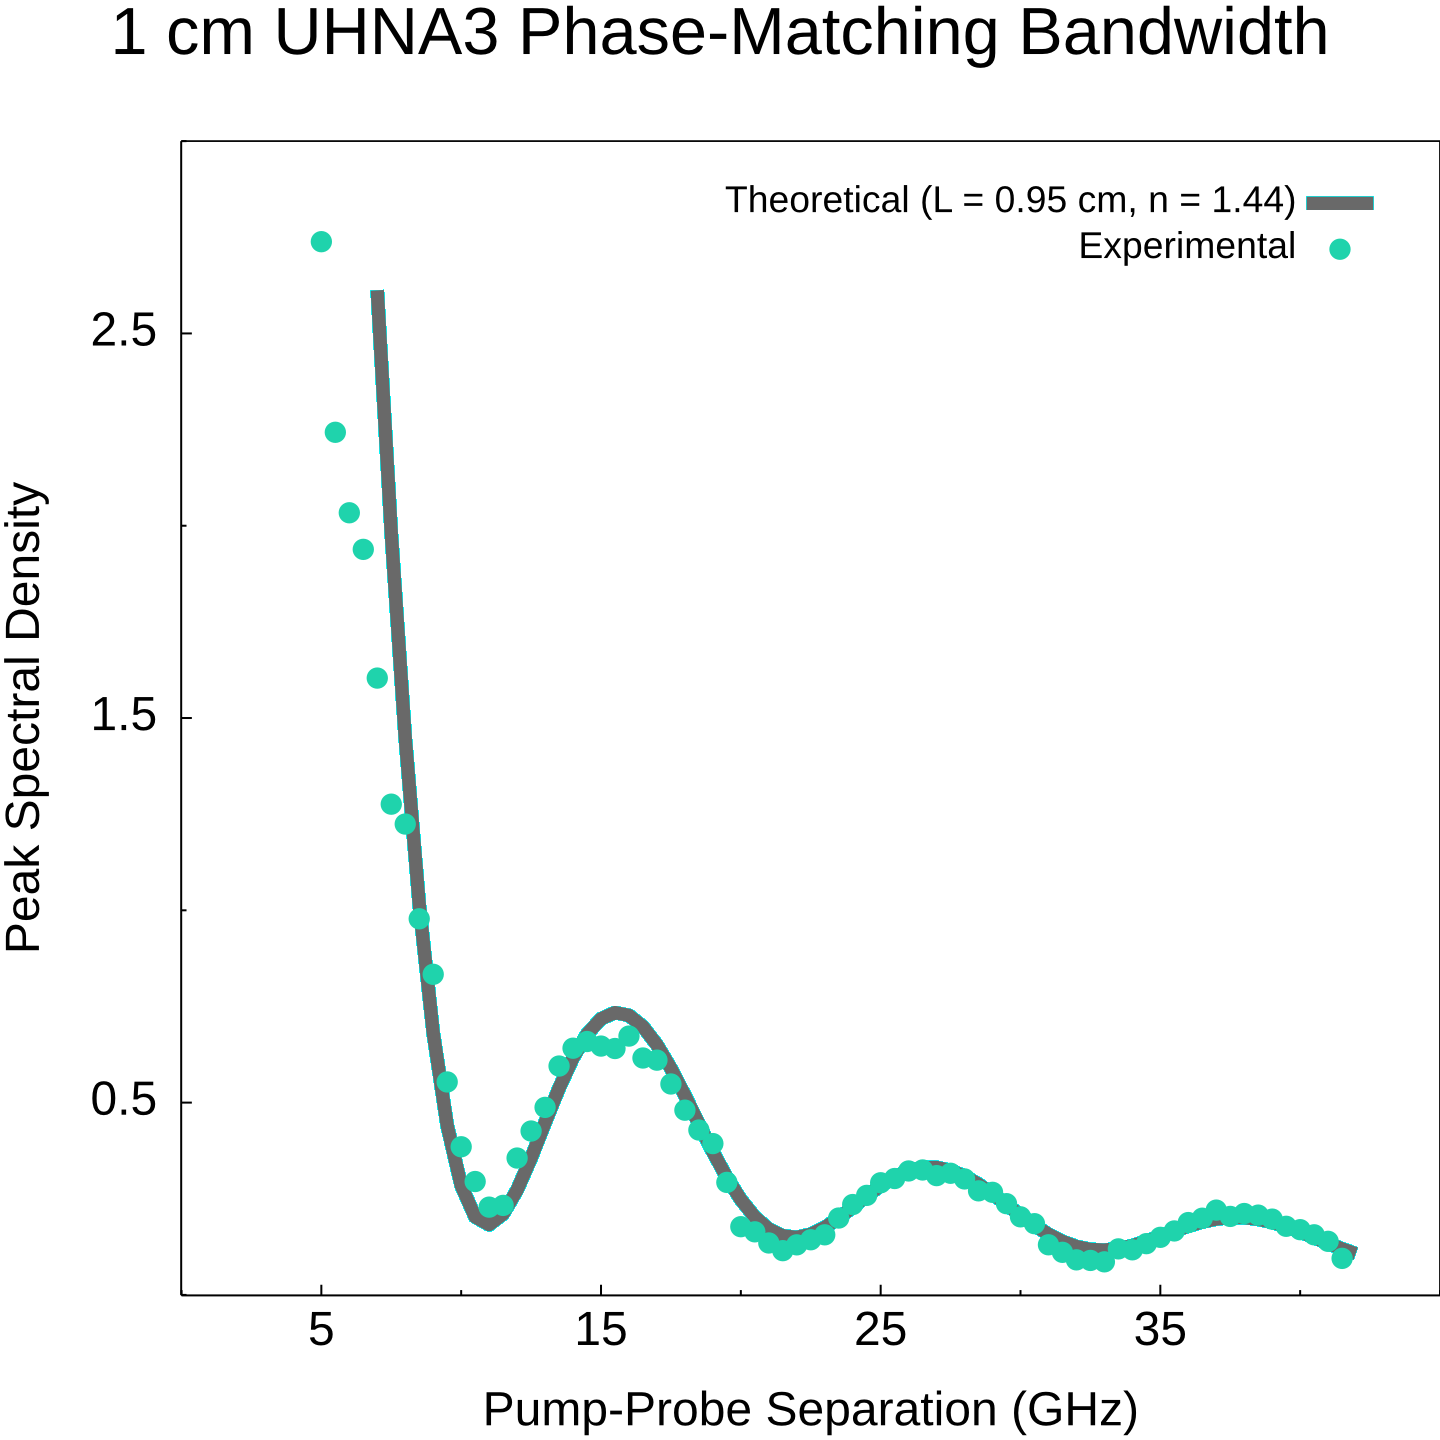 1 cm UHNA3 Phase-Matching Bandwidth
Theoretical (L = 0.95 cm, n = 1.44)
Experimental
2.5
1.5
0.5
Peak Spectral Density
5 15 25 35
Pump-Probe Separation (GHz)